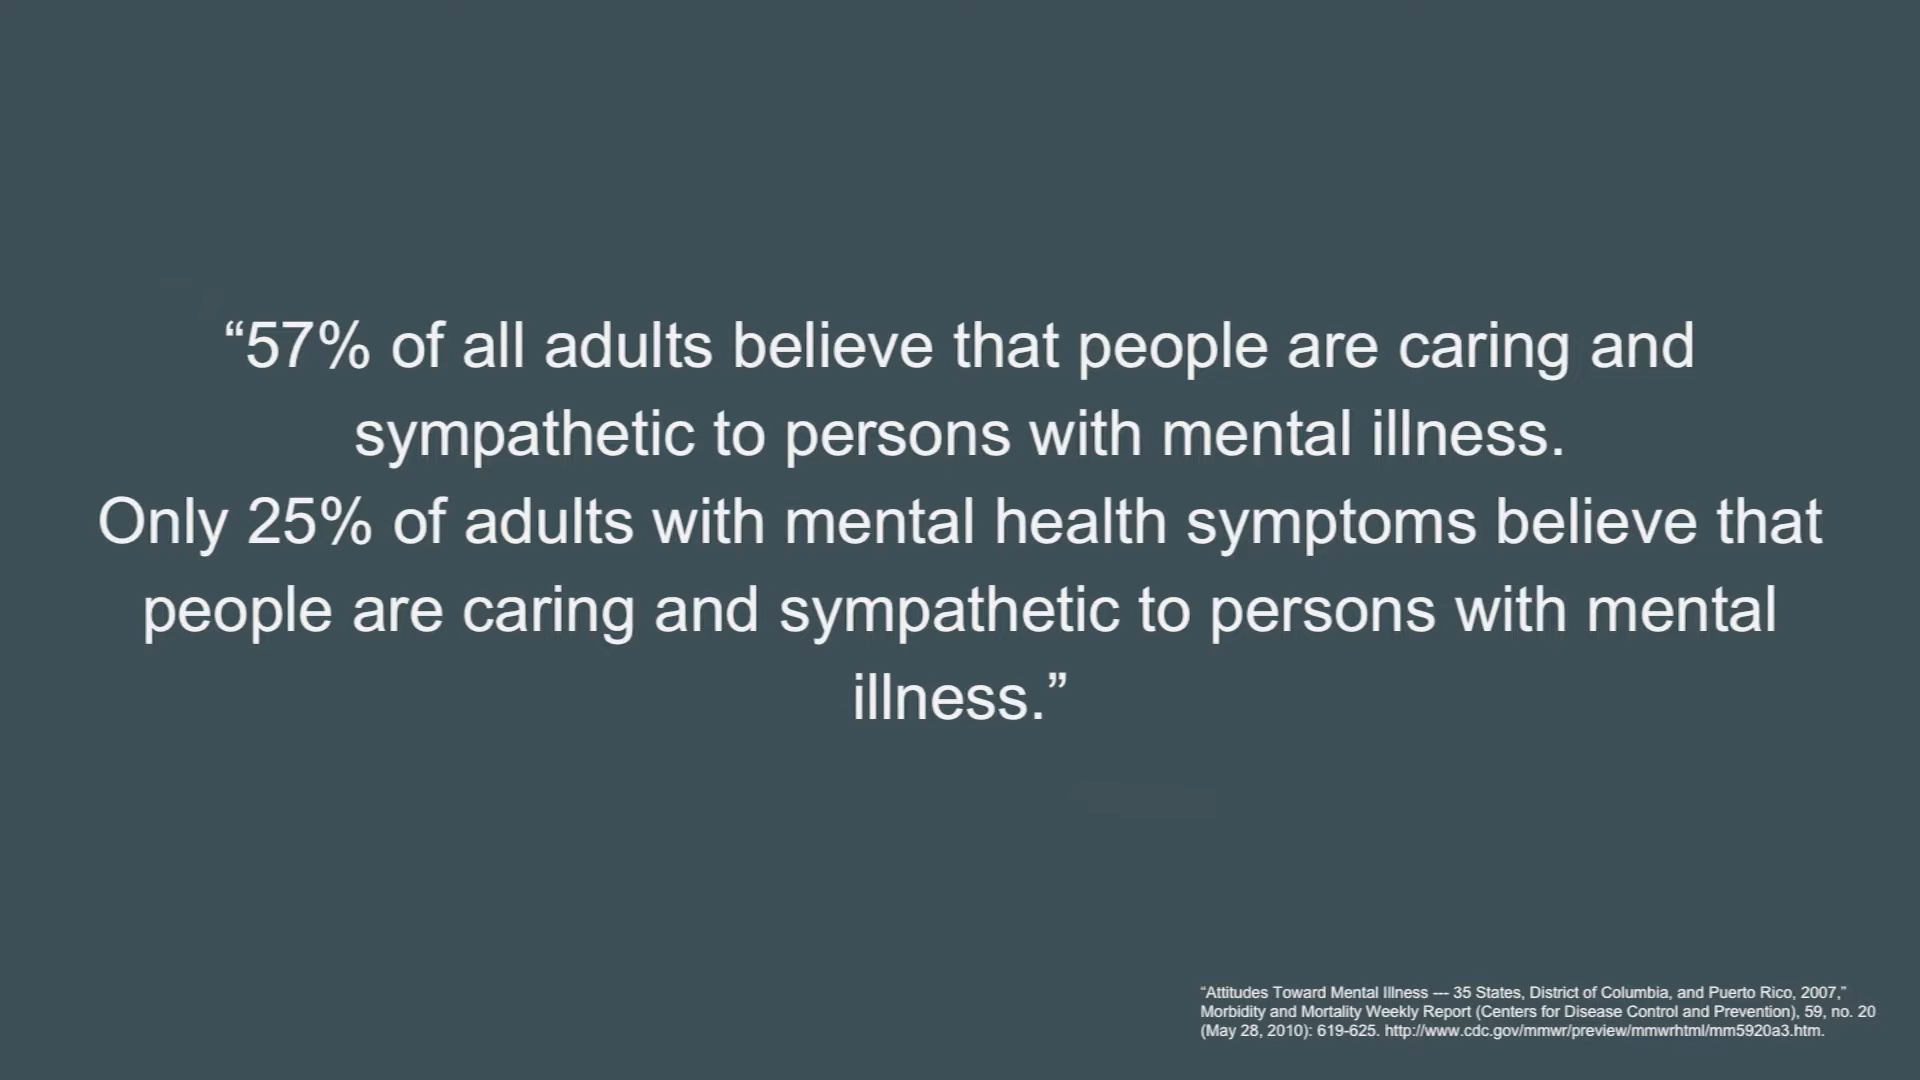 “57% of all adults believe that people are caring and
sympathetic to persons with mental illness.
Only 25% of adults with mental health symptoms believe that
people are caring and sympathetic to persons with mental
illness.”
“Attitudes Toward Mental Illness --- 35 States, District of Columbia, and Puerto Rico, 2007,”
Morbidity and Mortality Weekly Report (Centers for Disease Control and Prevention), 59, no. 20
(May 28, 2010): 619-625. http://www.cdc.gov/mmwr/preview/mmwrhtml/mm5920a3.htm.